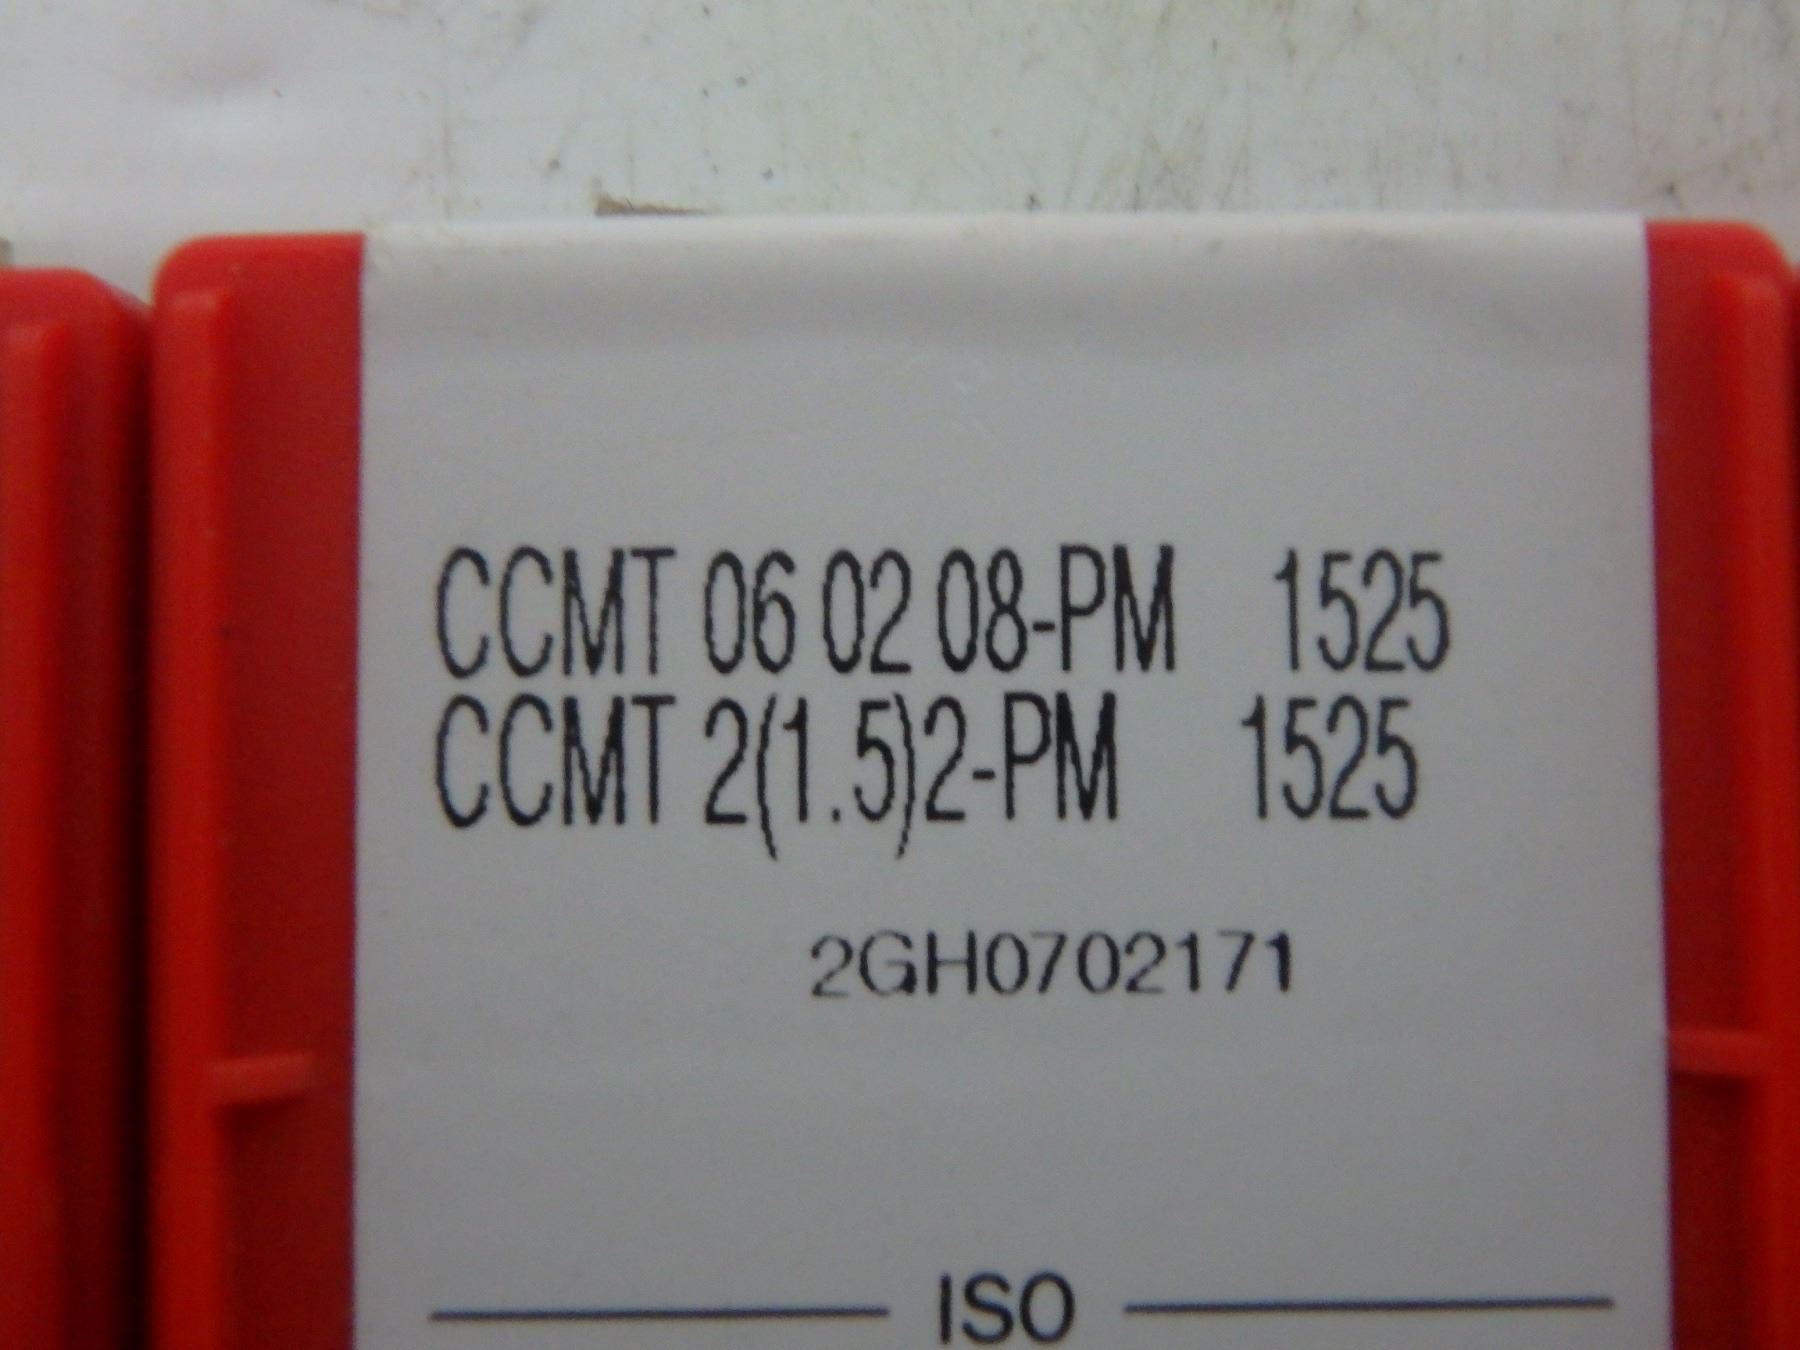 CCMT 06 02 08-PM 1525
CCMT 2(1.5)2-PM 1525
2GH0702171
ISO